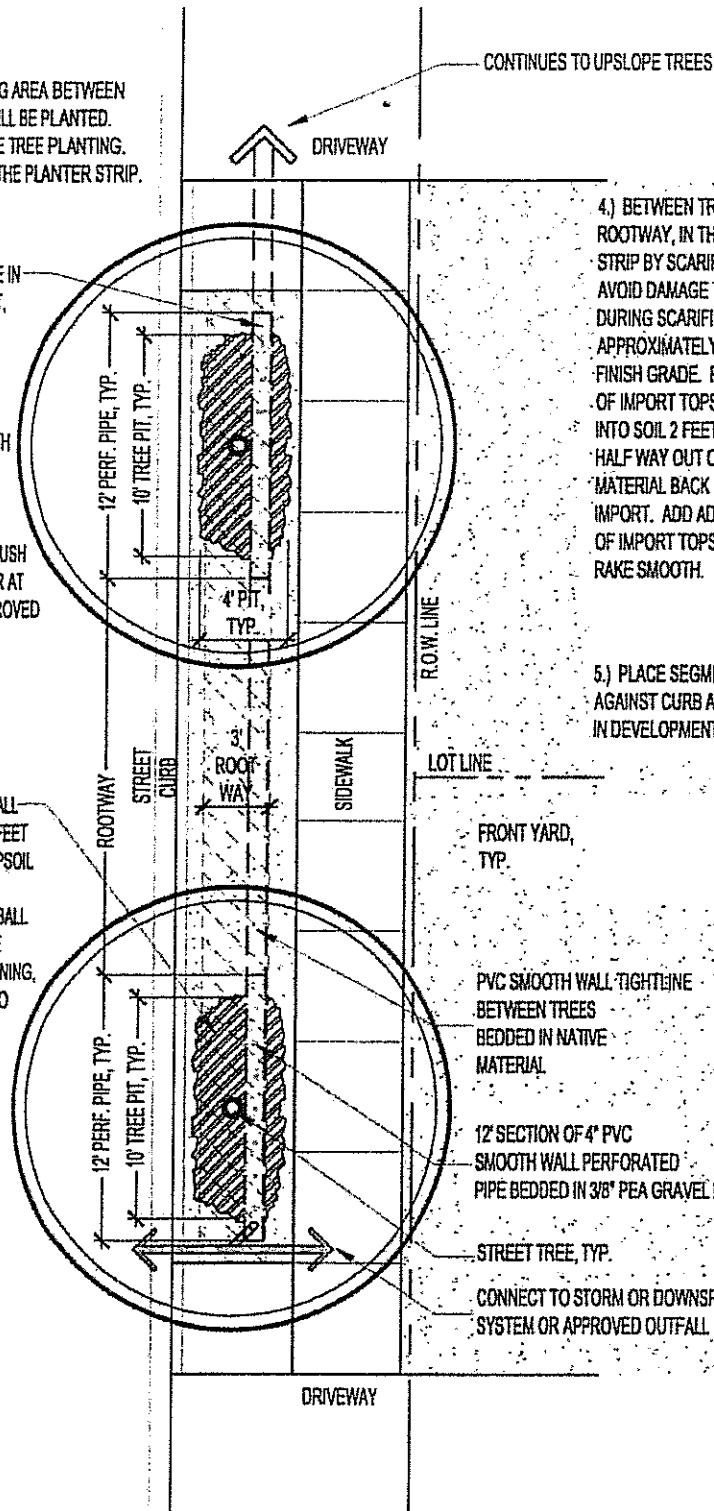 CONTINUES TO UPSLOPE TREES
G AREA BETWEEN
LL BE PLANTED.
E TREE PLANTING.
THE PLANTER STRIP.
DRIVEWAY
4.) BETWEEN TR
ROOTWAY, IN TH
STRIP BY SCARIF
AVOID DAMAGE
DURING SCARIFI
APPROXIMATELY
FINISH GRADE.
OF IMPORT TOPS
INTO SOIL 2 FEET
HALF WAY OUT O
MATERIAL BACK
IMPORT. ADD AD
OF IMPORT TOPS
RAKE SMOOTH.
E IN
12' PERF. PIPE, TYP.
10' TREE PIT, TYP.
TH
USH
R AT
ROVED
4' PIT,
TYP.
R.O.W. LINE
5.) PLACE SEGM
AGAINST CURB A
IN DEVELOPMENT
3'
ROOT
WAY
STREET
CURB
SIDEWALK
ROOTWAY
LOT LINE
FRONT YARD,
TYP.
ALL
FEET
PSOIL
BALL
NING,
O
12' PERF. PIPE, TYP.
10' TREE PIT, TYP.
PVC SMOOTH WALL TIGHTLINE
BETWEEN TREES
BEDDED IN NATIVE
MATERIAL
12' SECTION OF 4" PVC
SMOOTH WALL PERFORATED
PIPE BEDDED IN 3/8" PEA GRAVEL
STREET TREE, TYP.
CONNECT TO STORM OR DOWNSP
SYSTEM OR APPROVED OUTFALL
DRIVEWAY